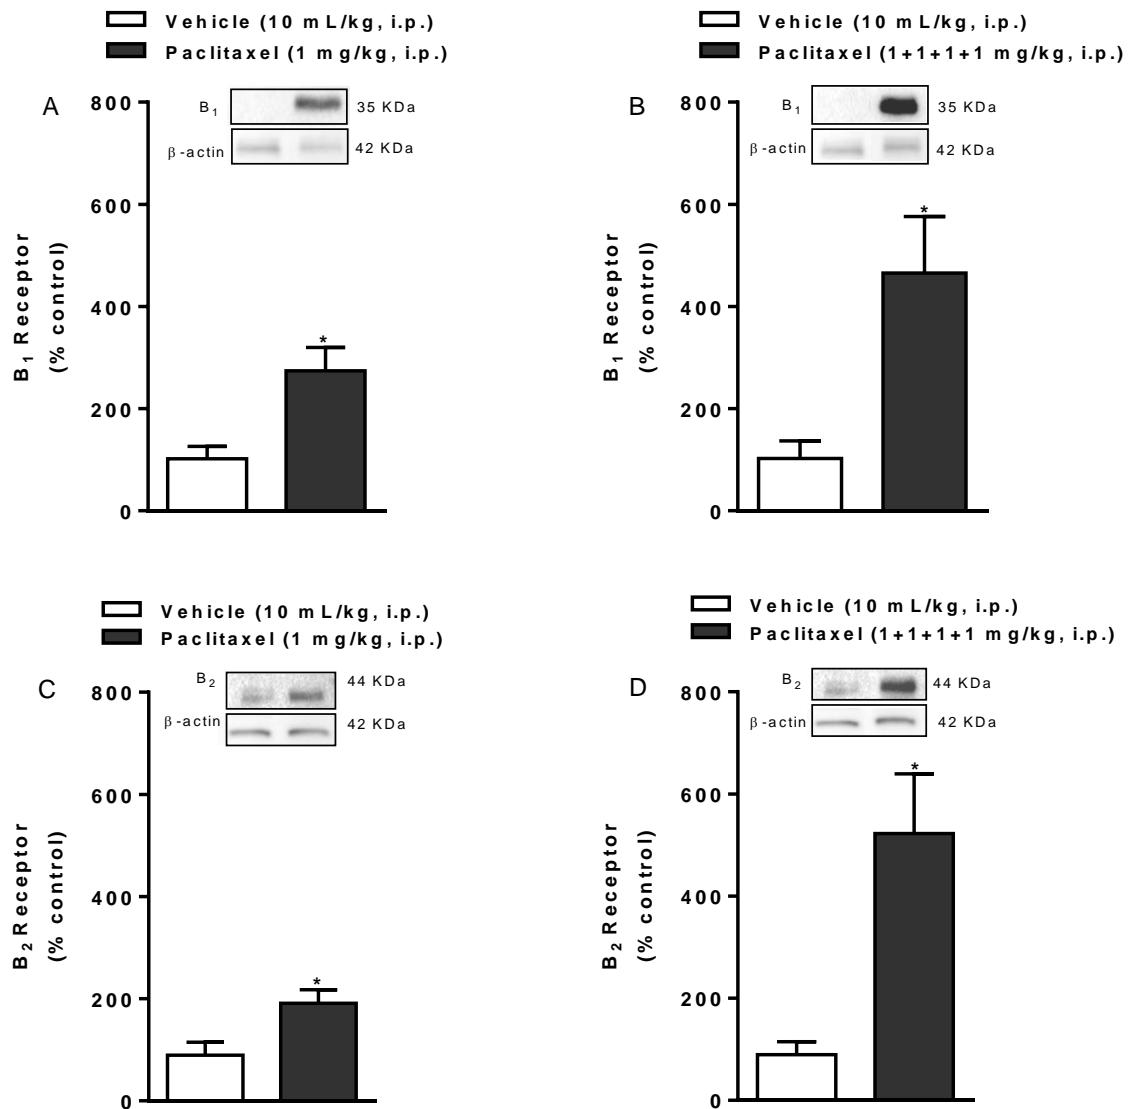 Vehicle (10 mL/kg, i.p.)
Paclitaxel (1 mg/kg, i.p.)
A
B1
35 KDa
β-actin
42 KDa
800
600
400
200
0
B1 Receptor
(% control)
*
Vehicle (10 mL/kg, i.p.)
Paclitaxel (1+1+1+1 mg/kg, i.p.)
B
B1
35 KDa
β-actin
42 KDa
800
600
400
200
0
B1 Receptor
(% control)
*
Vehicle (10 mL/kg, i.p.)
Paclitaxel (1 mg/kg, i.p.)
C
B2
44 KDa
β-actin
42 KDa
800
600
400
200
0
B2 Receptor
(% control)
*
Vehicle (10 mL/kg, i.p.)
Paclitaxel (1+1+1+1 mg/kg, i.p.)
D
B2
44 KDa
β-actin
42 KDa
800
600
400
200
0
B2 Receptor
(% control)
*